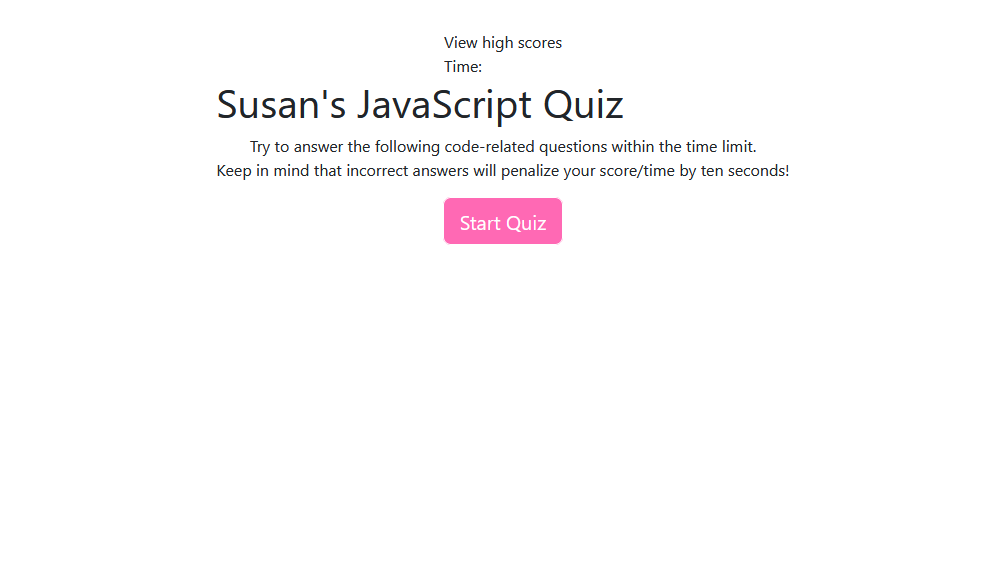 View high scores
Time:
Susan's JavaScript Quiz
Try to answer the following code-related questions within the time limit.
Keep in mind that incorrect answers will penalize your score/time by ten seconds!
Start Quiz